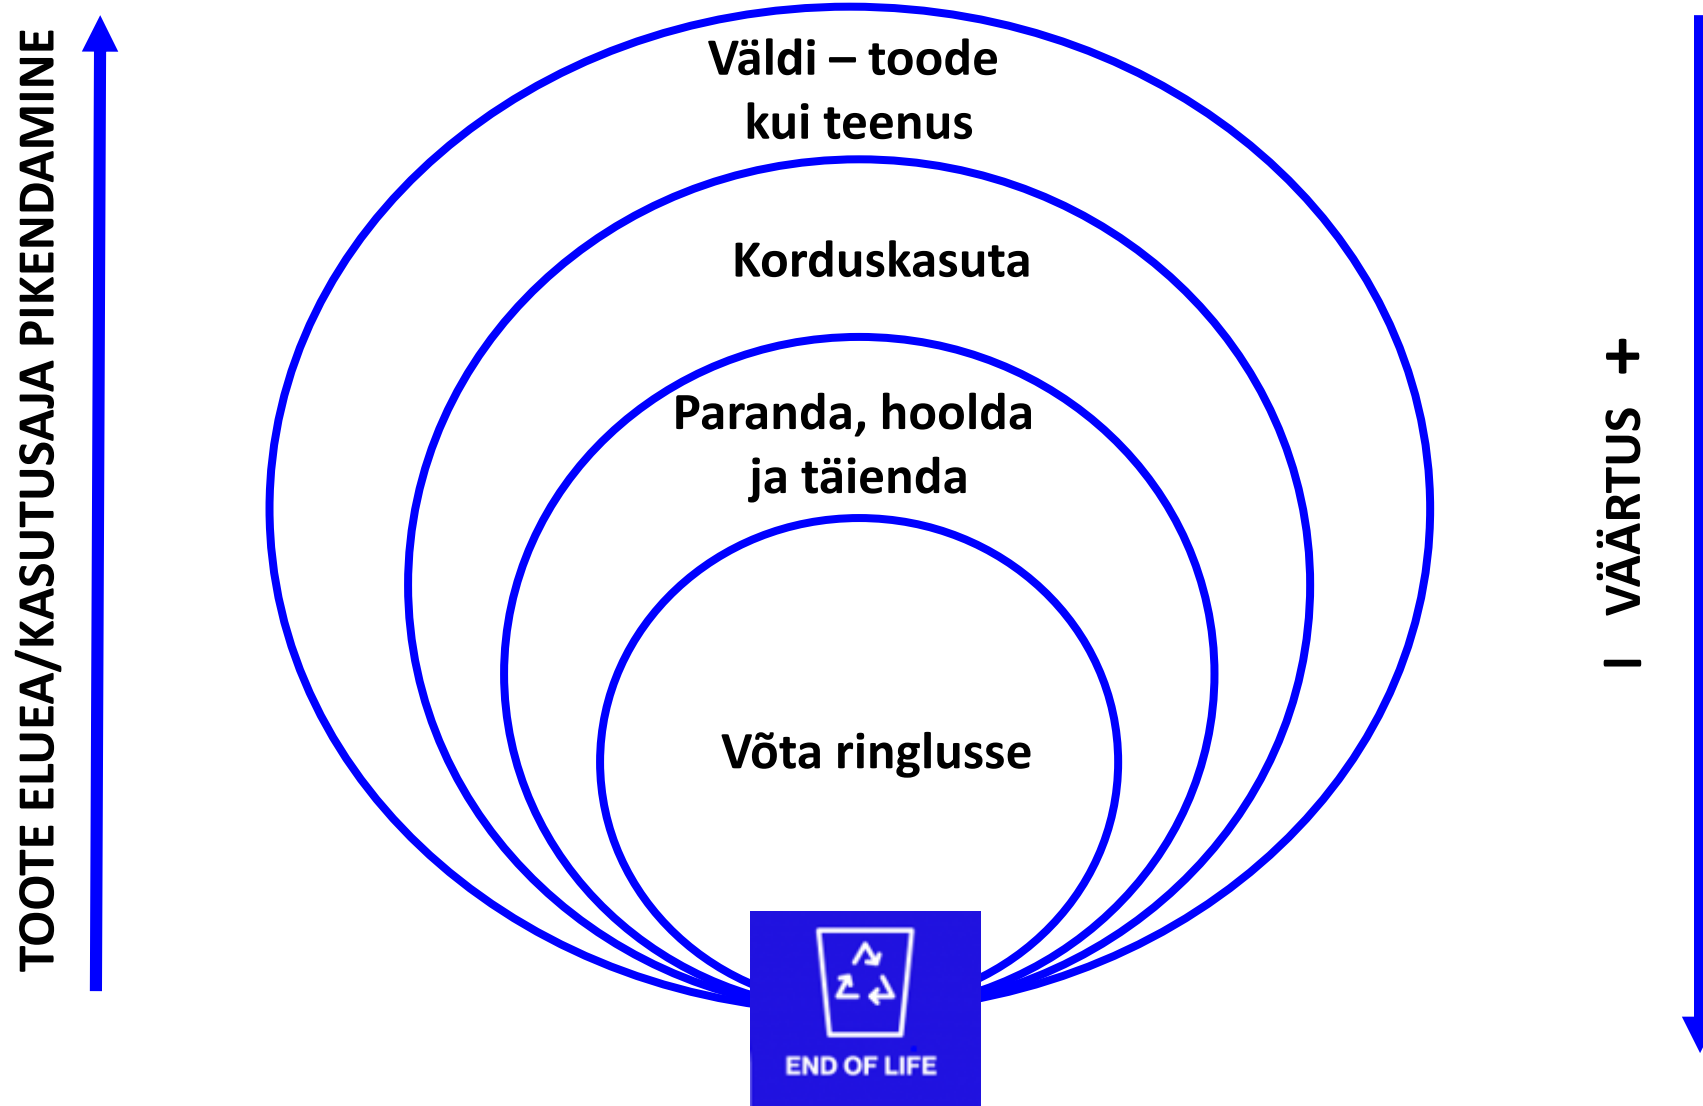 TOOTE ELUEA/KASUTUSAJA PIKENDAMINE
Väldi – toode
kui teenus
Korduskasuta
Paranda, hoolda
ja täienda
Võta ringlusse
END OF LIFE
– VÄÄRTUS +